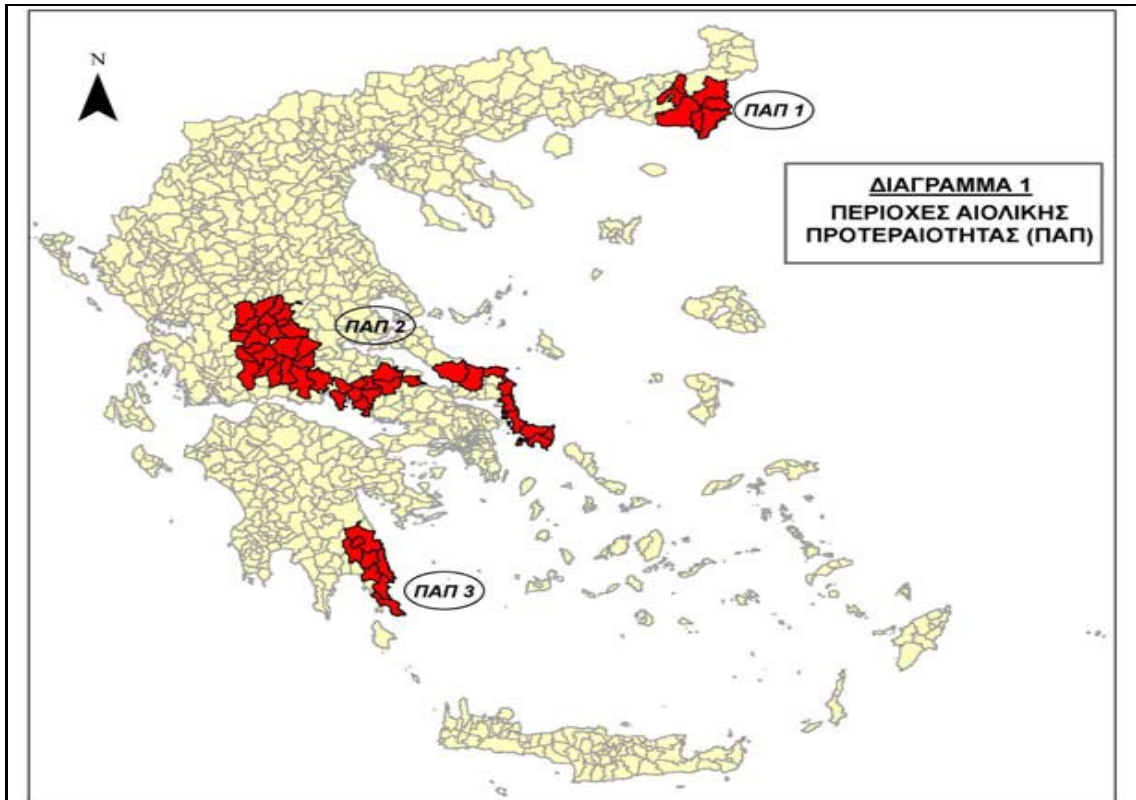 N
ΠΑΠ 1
ΔΙΑΓΡΑΜΜΑ 1
ΠΕΡΙΟΧΕΣ ΑΙΟΛΙΚΗΣ
ΠΡΟΤΕΡΑΙΟΤΗΤΑΣ (ΠΑΠ)
ΠΑΠ 2
ΠΑΠ 3